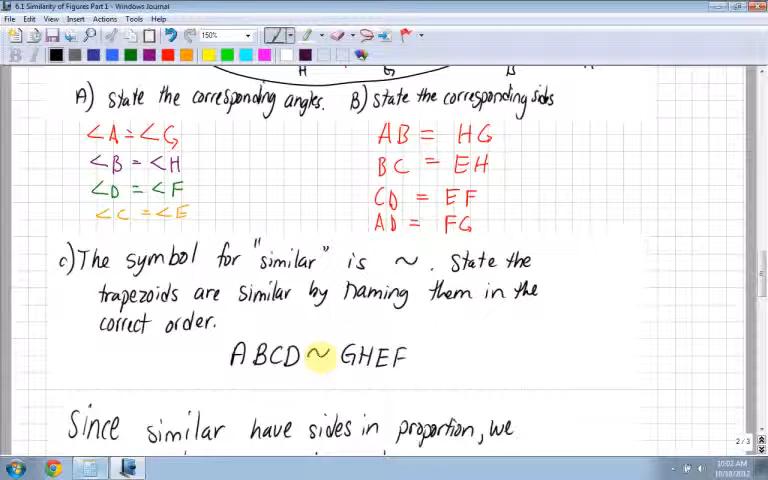 6.1 Similarity of Figures Part 1 - Windows Journal
File Edit View Insert Actions Tools Help
150%
A) State the corresponding angles. B) State the corresponding sides
∠A = ∠G AB = HG
∠B = ∠H BC = EH
∠D = ∠F CD = EF
∠C = ∠E AD = FG
c) The symbol for "similar" is ~. State the
trapezoids are similar by naming them in the
correct order.
ABCD ~ GHEF
Since similar have sides in proportion, we
2 / 3
10:02 AM
10/18/2012